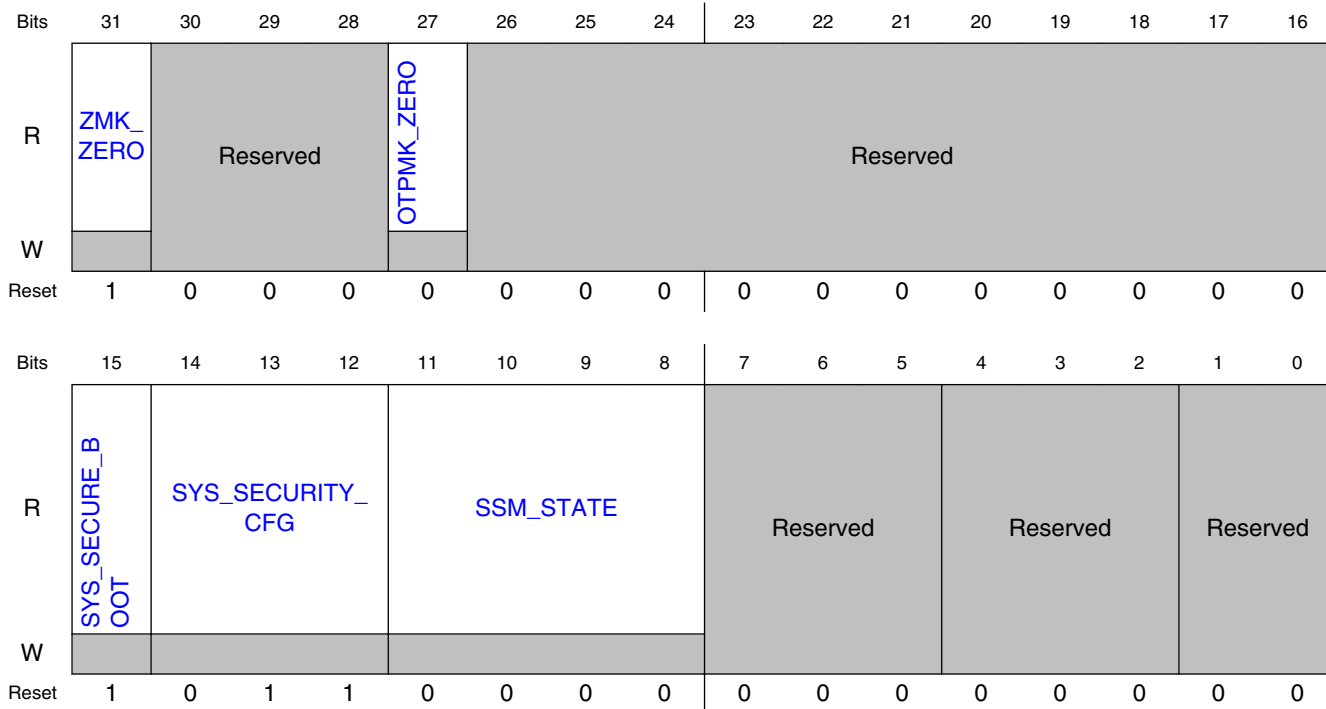 Bits 31 30 29 28 27 26 25 24 23 22 21 20 19 18 17 16
R
ZMK_
ZERO
Reserved
OTPMK_ZERO
Reserved
W
Reset 1 0 0 0 0 0 0 0 0 0 0 0 0 0 0 0
Bits 15 14 13 12 11 10 9 8 7 6 5 4 3 2 1 0
R
SYS_SECURE_B
OOT
SYS_SECURITY_
CFG
SSM_STATE
Reserved
Reserved
Reserved
W
Reset 1 0 1 1 0 0 0 0 0 0 0 0 0 0 0 0